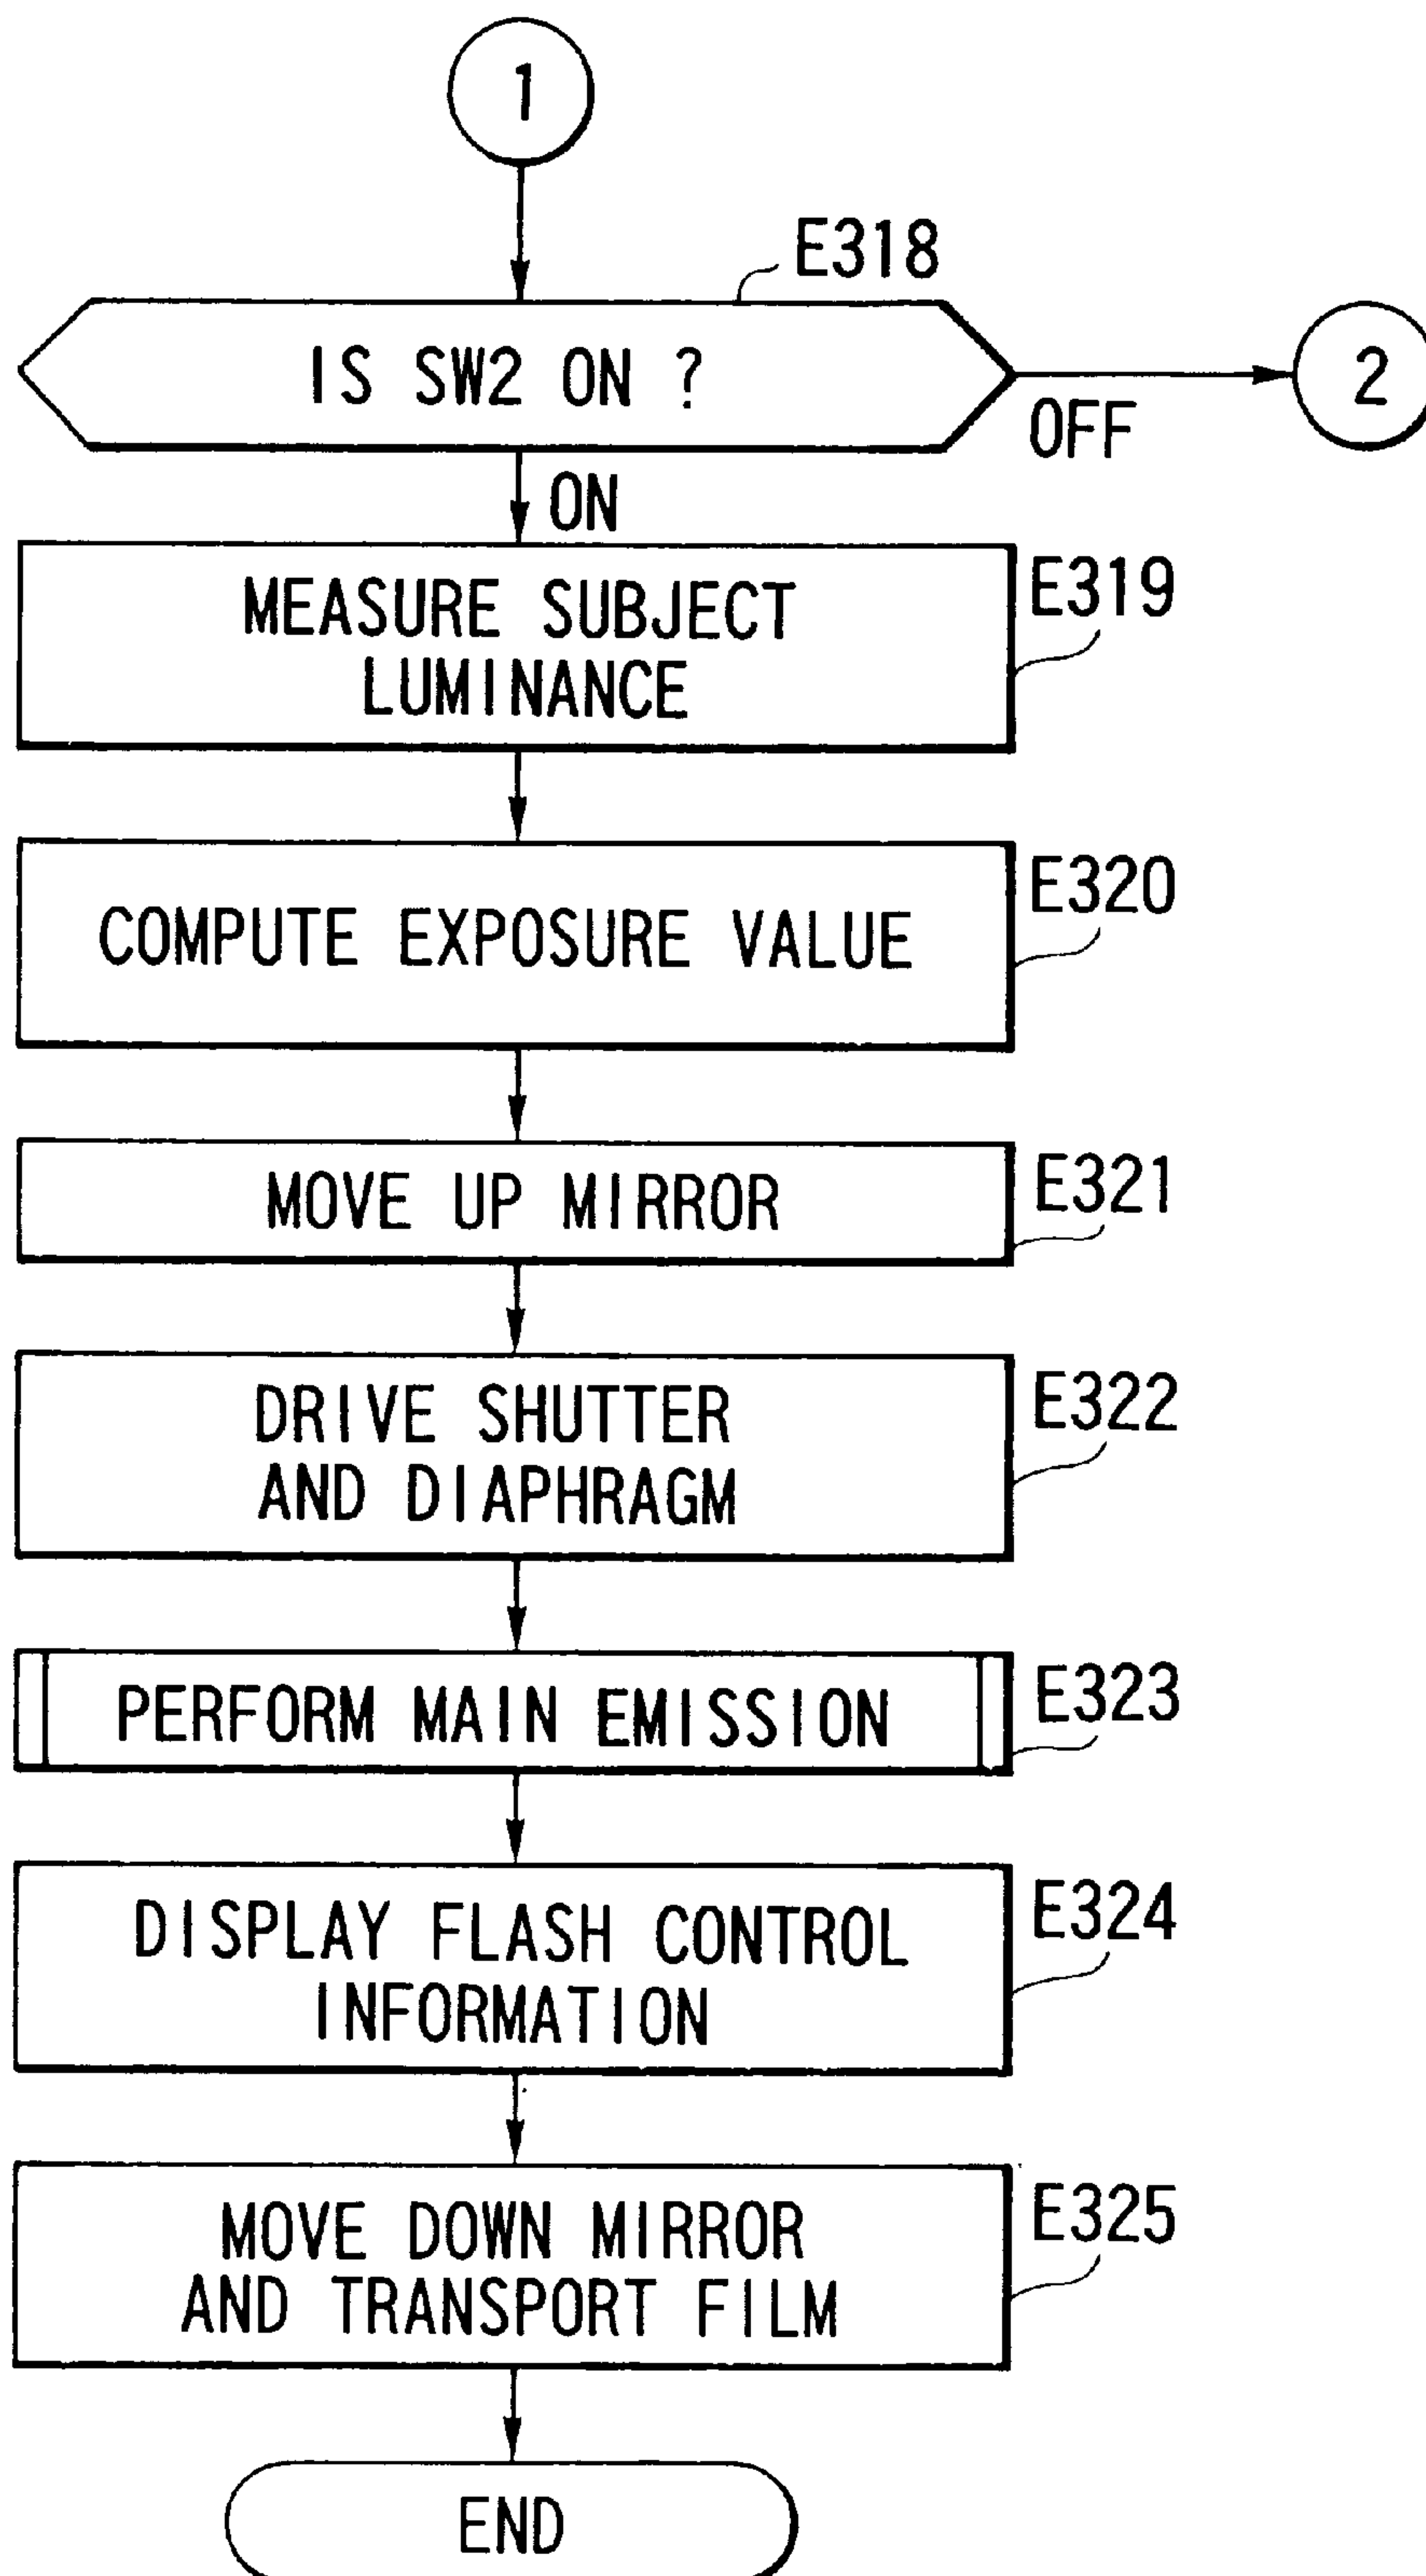 1
E318
IS SW2 ON ?
2
OFF
ON
MEASURE SUBJECT
LUMINANCE
E319
COMPUTE EXPOSURE VALUE
E320
MOVE UP MIRROR
E321
DRIVE SHUTTER
AND DIAPHRAGM
E322
PERFORM MAIN EMISSION
E323
DISPLAY FLASH CONTROL
INFORMATION
E324
MOVE DOWN MIRROR
AND TRANSPORT FILM
E325
END